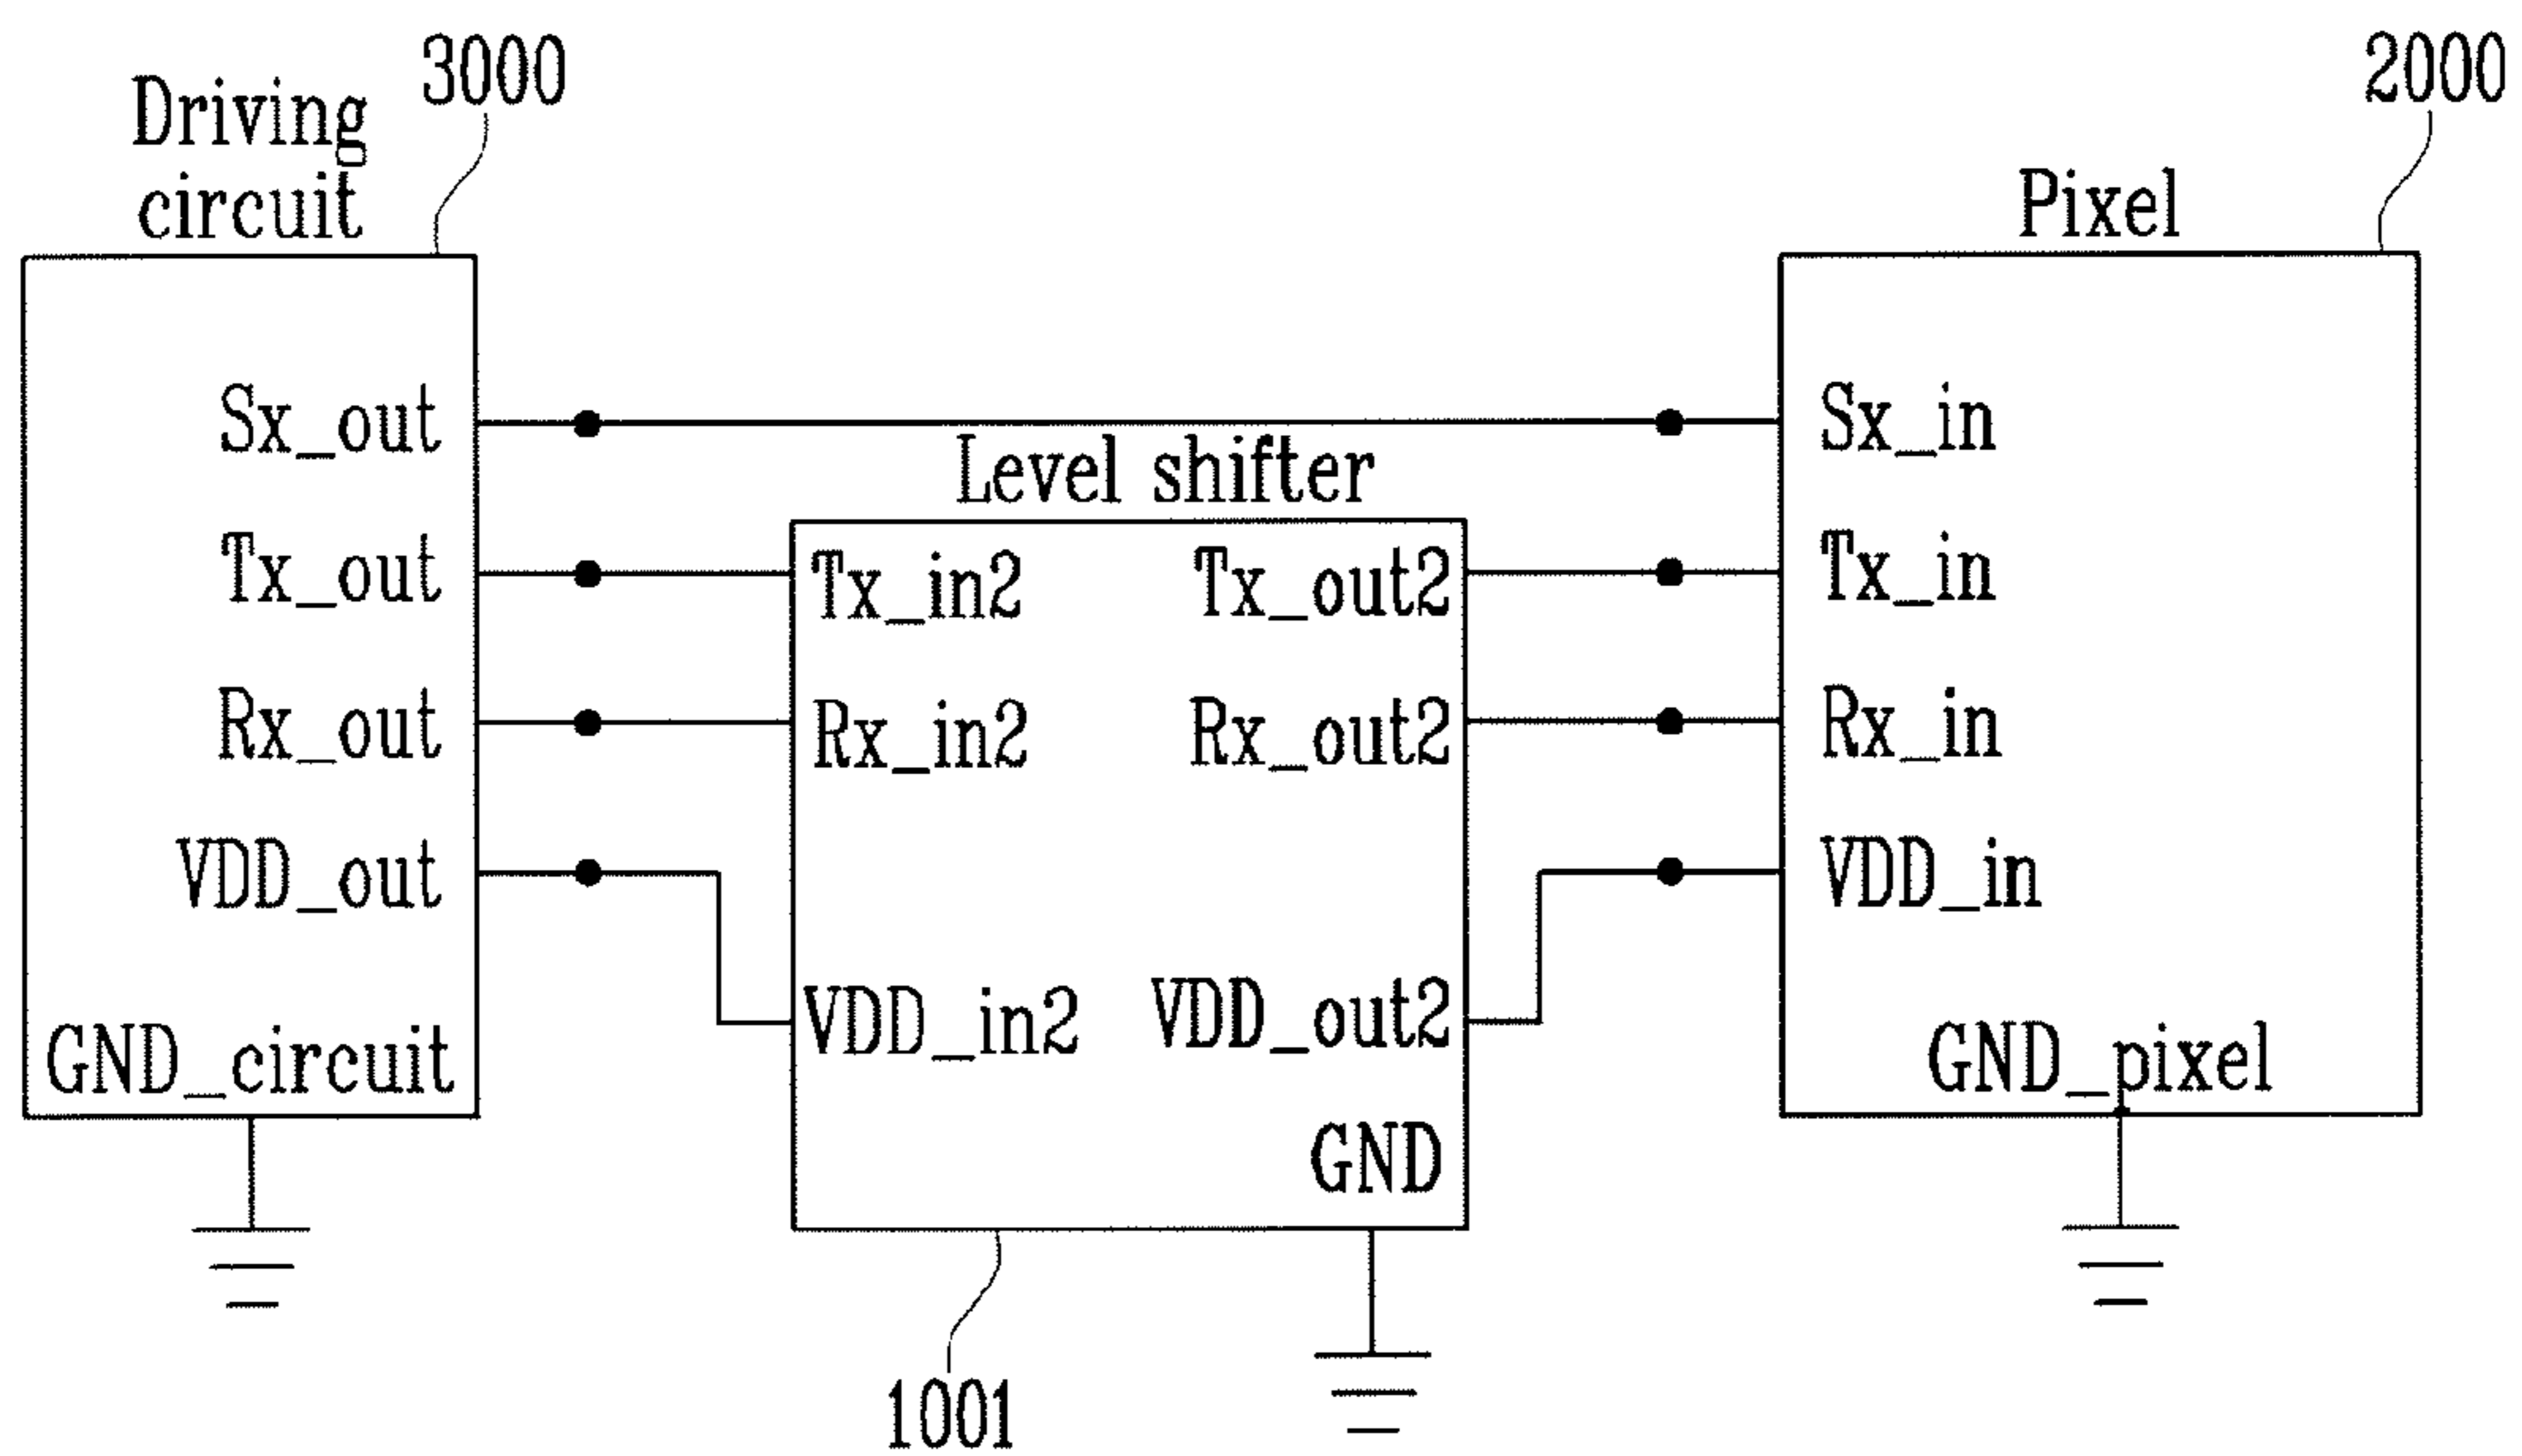 Driving
circuit
3000
Sx_out
Tx_out
Rx_out
VDD_out
GND_circuit
Level shifter
Tx_in2
Tx_out2
Rx_in2
Rx_out2
VDD_in2
VDD_out2
GND
1001
Pixel
2000
Sx_in
Tx_in
Rx_in
VDD_in
GND_pixel